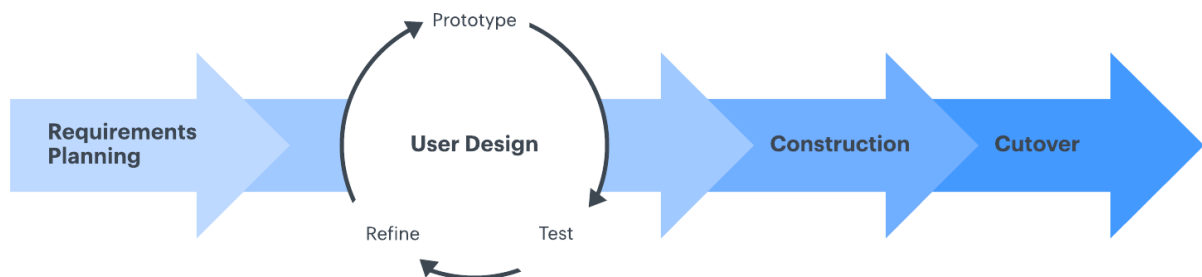 Prototype
Requirements
Planning
User Design
Construction
Cutover
Refine
Test